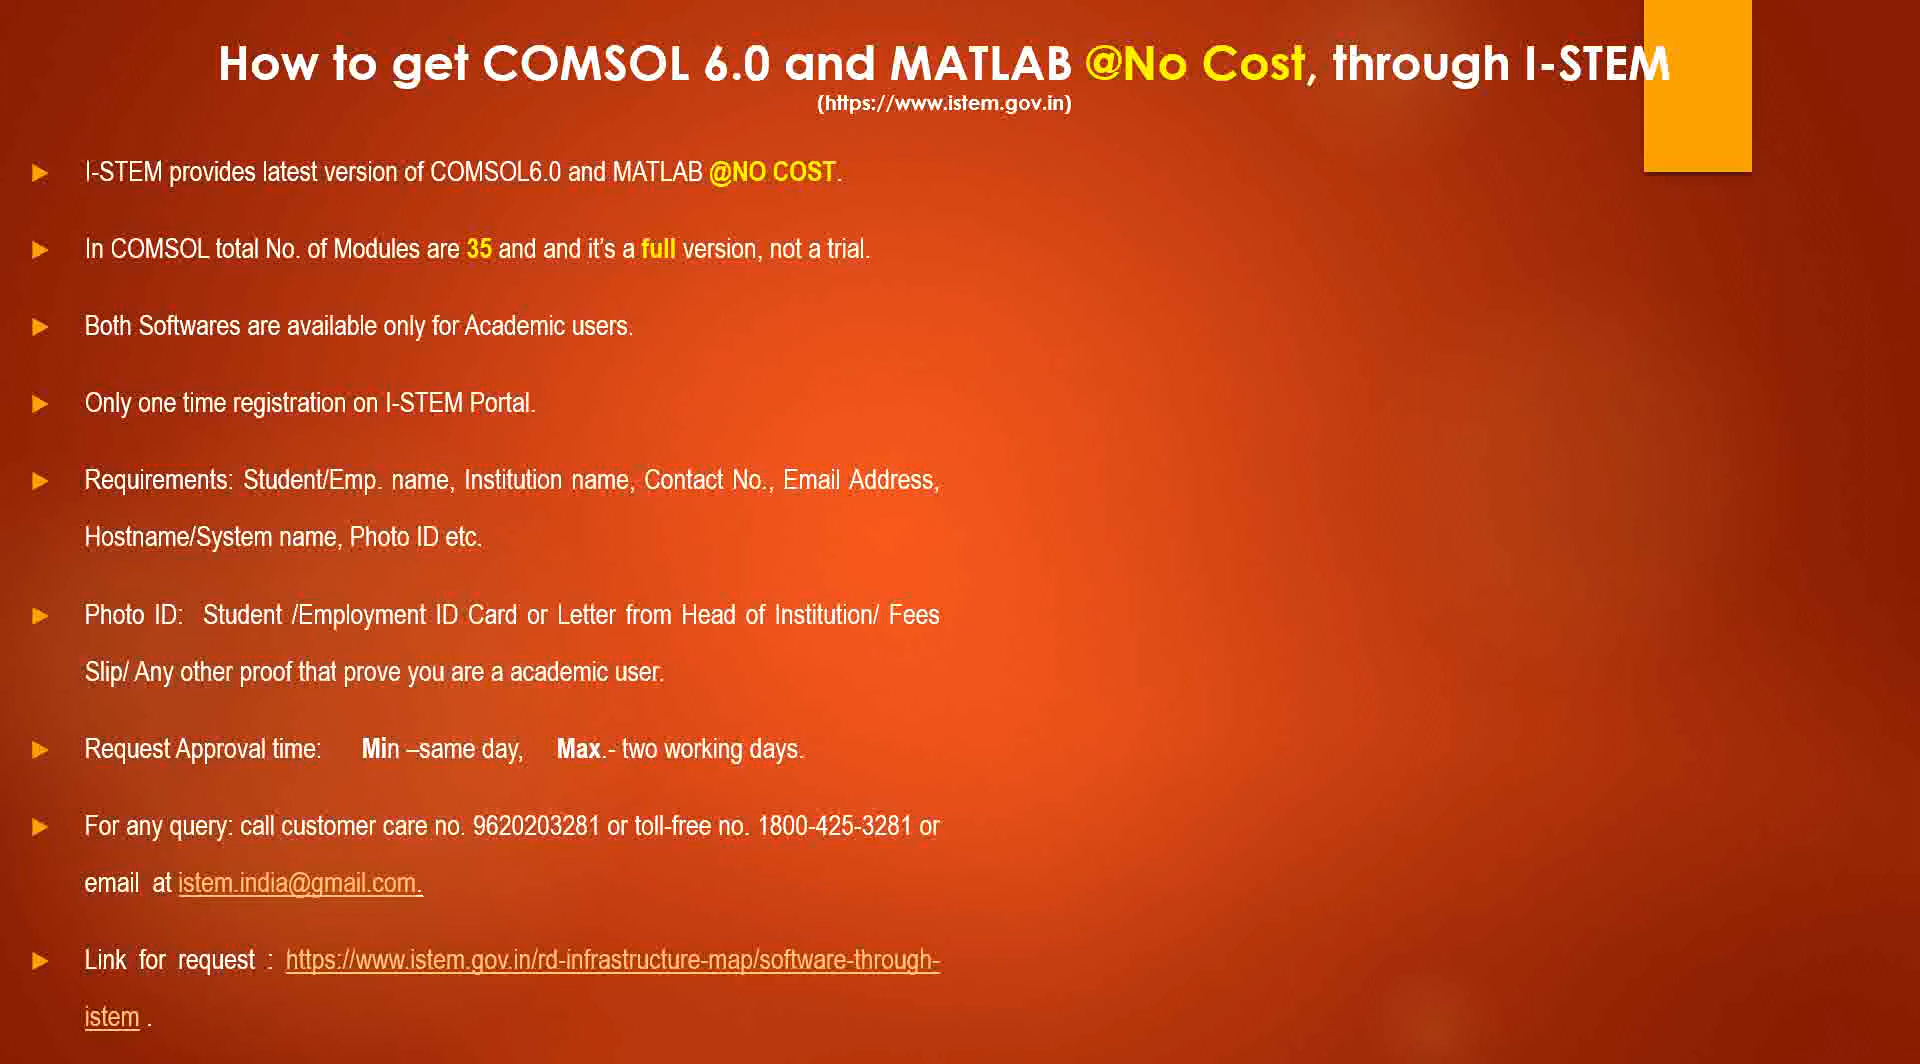 How to get COMSOL 6.0 and MATLAB @No Cost, through I-STEM
(https://www.istem.gov.in)
I-STEM provides latest version of COMSOL6.0 and MATLAB @NO COST.
In COMSOL total No. of Modules are 35 and and it's a full version, not a trial.
Both Softwares are available only for Academic users.
Only one time registration on I-STEM Portal.
Requirements: Student/Emp. name, Institution name, Contact No., Email Address,
Hostname/System name, Photo ID etc.
Photo ID: Student /Employment ID Card or Letter from Head of Institution/ Fees
Slip/ Any other proof that prove you are a academic user.
Request Approval time: Min –same day, Max.- two working days.
For any query: call customer care no. 9620203281 or toll-free no. 1800-425-3281 or
email at istem.india@gmail.com.
Link for request : https://www.istem.gov.in/rd-infrastructure-map/software-through-
istem .